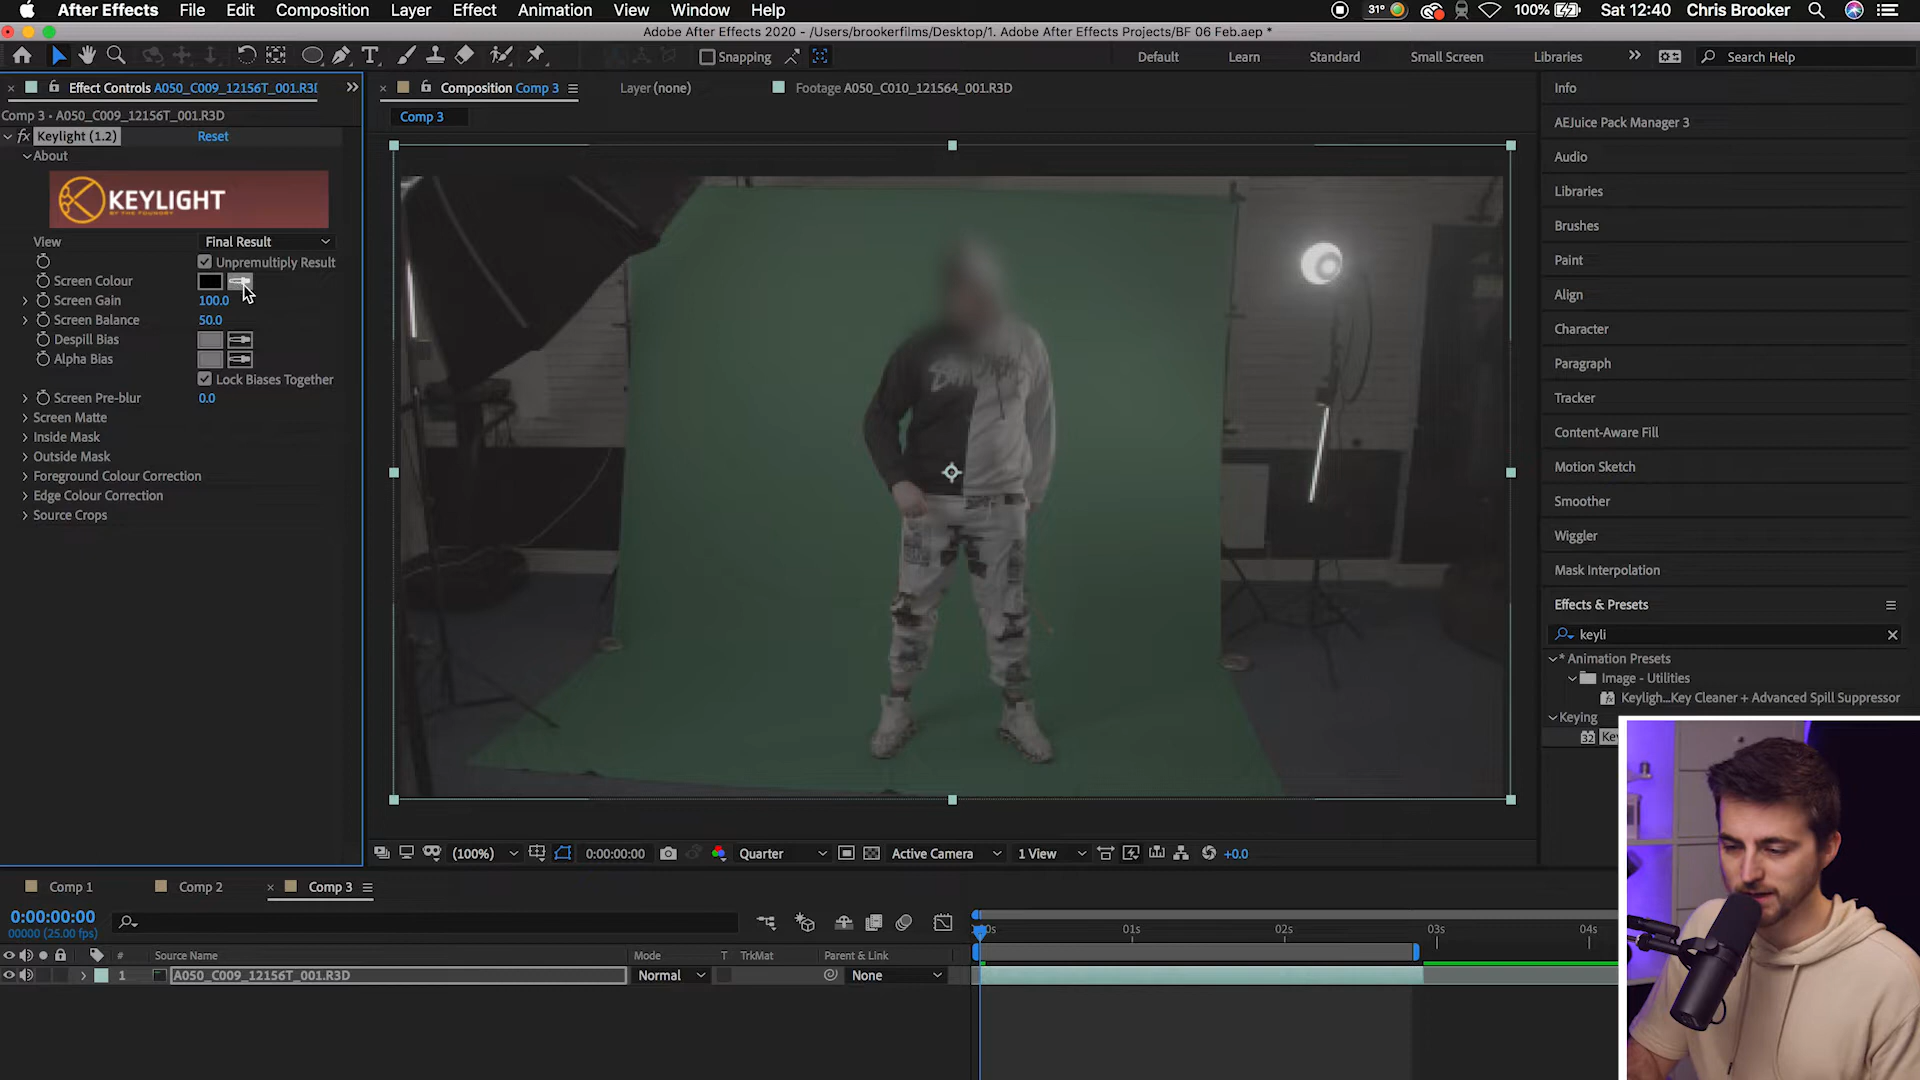 After Effects File Edit Composition Layer Effect Animation View Window Help 31° 100% Sat 12:40 Chris Brooker
Adobe After Effects 2020 - /Users/brookerfilms/Desktop/1. Adobe After Effects Projects/BF 06 Feb.aep *
Snapping Default Learn Standard Small Screen Libraries Search Help
Effect Controls A050_C009_12156T_001.R3D
Composition Comp 3
Layer (none)
Footage A050_C010_121564_001.R3D
Comp 3 • A050_C009_12156T_001.R3D
Comp 3
fx Keylight (1.2) Reset
About
KEYLIGHT
BY THE FOUNDRY
View Final Result
Unpremultiply Result
Screen Colour
Screen Gain 100.0
Screen Balance 50.0
Despill Bias
Alpha Bias
Lock Biases Together
Screen Pre-blur 0.0
Screen Matte
Inside Mask
Outside Mask
Foreground Colour Correction
Edge Colour Correction
Source Crops
Info
AEJuice Pack Manager 3
Audio
Libraries
Brushes
Paint
Align
Character
Paragraph
Tracker
Content-Aware Fill
Motion Sketch
Smoother
Wiggler
Mask Interpolation
Effects & Presets
keyli
* Animation Presets
Image - Utilities
Keyligh...Key Cleaner + Advanced Spill Suppressor
Keying
32
(100%) 0:00:00:00 Quarter Active Camera 1 View +0.0
Comp 1 Comp 2 Comp 3
0:00:00:00
00000 (25.00 fps)
01s 02s 03s 04s
# Source Name Mode T TrkMat Parent & Link
1 A050_C009_12156T_001.R3D Normal None